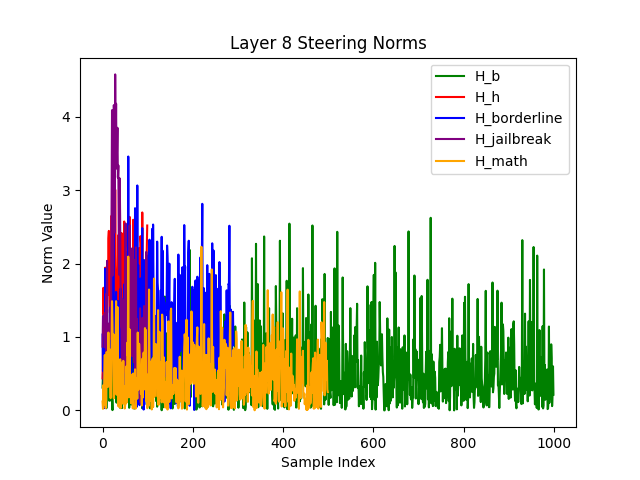 Layer 8 Steering Norms
H_b
H_h
H_borderline
H_jailbreak
H_math
Norm Value
4
3
2
1
0
0 200 400 600 800 1000
Sample Index